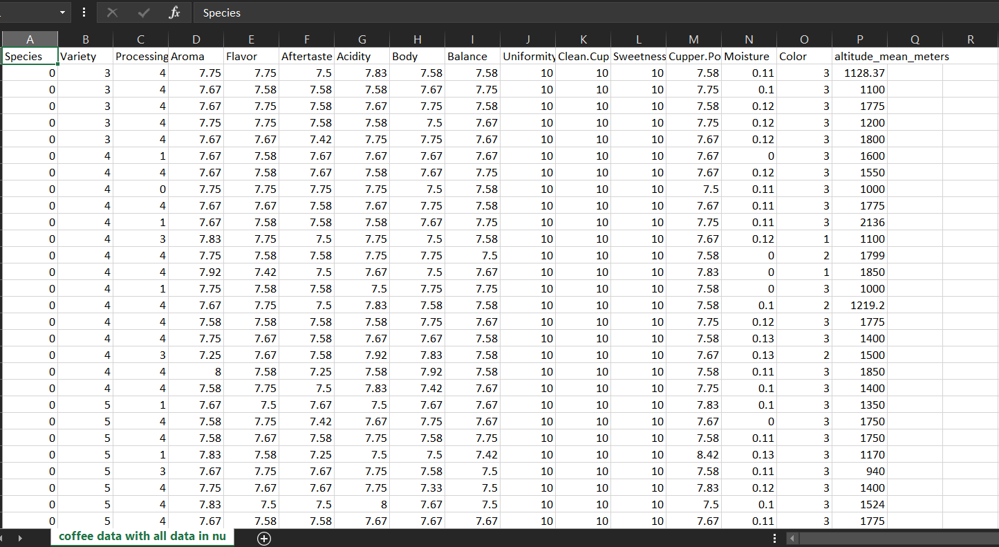 fx Species
A B C D E F G H I J K L M N O P Q R
Species Variety Processing Aroma Flavor Aftertaste Acidity Body Balance Uniformity Clean.Cup Sweetness Cupper.Po Moisture Color altitude_mean_meters
0 3 4 7.75 7.75 7.5 7.83 7.58 7.58 10 10 10 7.58 0.11 3 1128.37
0 3 4 7.67 7.58 7.58 7.58 7.67 7.75 10 10 10 7.75 0.1 3 1100
0 3 4 7.67 7.75 7.58 7.67 7.75 7.58 10 10 10 7.58 0.12 3 1775
0 3 4 7.75 7.75 7.58 7.58 7.5 7.67 10 10 10 7.75 0.12 3 1200
0 3 4 7.67 7.67 7.42 7.75 7.75 7.67 10 10 10 7.67 0.12 3 1800
0 4 1 7.67 7.58 7.67 7.67 7.67 7.67 10 10 10 7.67 0 3 1600
0 4 4 7.67 7.58 7.67 7.58 7.67 7.75 10 10 10 7.67 0.12 3 1550
0 4 0 7.75 7.75 7.75 7.75 7.5 7.58 10 10 10 7.5 0.11 3 1000
0 4 4 7.67 7.67 7.58 7.67 7.75 7.58 10 10 10 7.67 0.11 3 1775
0 4 1 7.67 7.58 7.58 7.58 7.67 7.75 10 10 10 7.75 0.11 3 2136
0 4 3 7.83 7.75 7.5 7.75 7.5 7.58 10 10 10 7.67 0.12 1 1100
0 4 4 7.75 7.58 7.58 7.75 7.75 7.5 10 10 10 7.58 0 2 1799
0 4 4 7.92 7.42 7.5 7.67 7.5 7.67 10 10 10 7.83 0 1 1850
0 4 1 7.75 7.58 7.58 7.5 7.75 7.75 10 10 10 7.58 0 3 1000
0 4 4 7.67 7.75 7.5 7.83 7.58 7.58 10 10 10 7.58 0.1 2 1219.2
0 4 4 7.58 7.58 7.58 7.58 7.75 7.67 10 10 10 7.75 0.12 3 1775
0 4 4 7.75 7.67 7.58 7.67 7.67 7.58 10 10 10 7.58 0.13 3 1400
0 4 3 7.25 7.67 7.58 7.92 7.83 7.58 10 10 10 7.67 0.13 2 1500
0 4 4 8 7.58 7.25 7.58 7.92 7.58 10 10 10 7.58 0.11 3 1850
0 4 4 7.58 7.75 7.5 7.83 7.42 7.67 10 10 10 7.75 0.1 3 1400
0 5 1 7.67 7.5 7.67 7.5 7.67 7.67 10 10 10 7.83 0.1 3 1350
0 5 4 7.58 7.75 7.42 7.67 7.75 7.67 10 10 10 7.67 0 3 1750
0 5 4 7.58 7.67 7.58 7.75 7.58 7.75 10 10 10 7.58 0.11 3 1750
0 5 1 7.83 7.58 7.25 7.5 7.5 7.42 10 10 10 8.42 0.13 3 1170
0 5 3 7.67 7.75 7.67 7.75 7.58 7.5 10 10 10 7.58 0.11 3 940
0 5 4 7.75 7.67 7.67 7.75 7.33 7.5 10 10 10 7.83 0.12 3 1400
0 5 4 7.83 7.5 7.5 8 7.67 7.5 10 10 10 7.5 0.1 3 1524
0 5 4 7.67 7.58 7.58 7.67 7.67 7.67 10 10 10 7.67 0.11 3 1775
coffee data with all data in nu